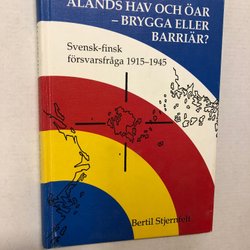 ÅLANDS HAV OCH ÖAR
– BRYGGA ELLER
BARRIÄR?
Svensk-finsk
försvarsfråga 1915–1945
Bertil Stjernfelt